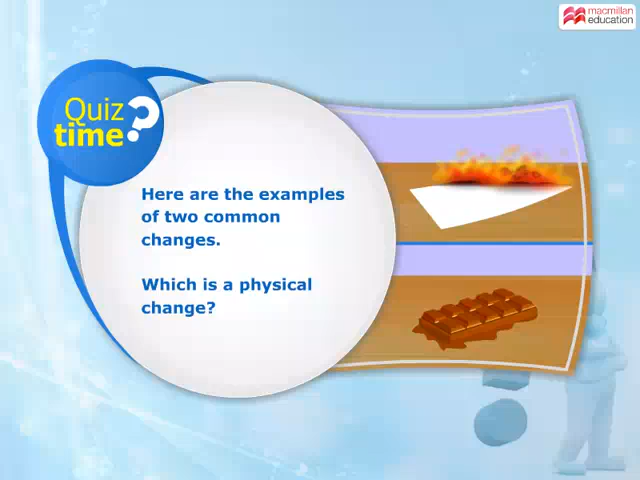 macmillan
education
Quiz
time?
Here are the examples
of two common
changes.
Which is a physical
change?